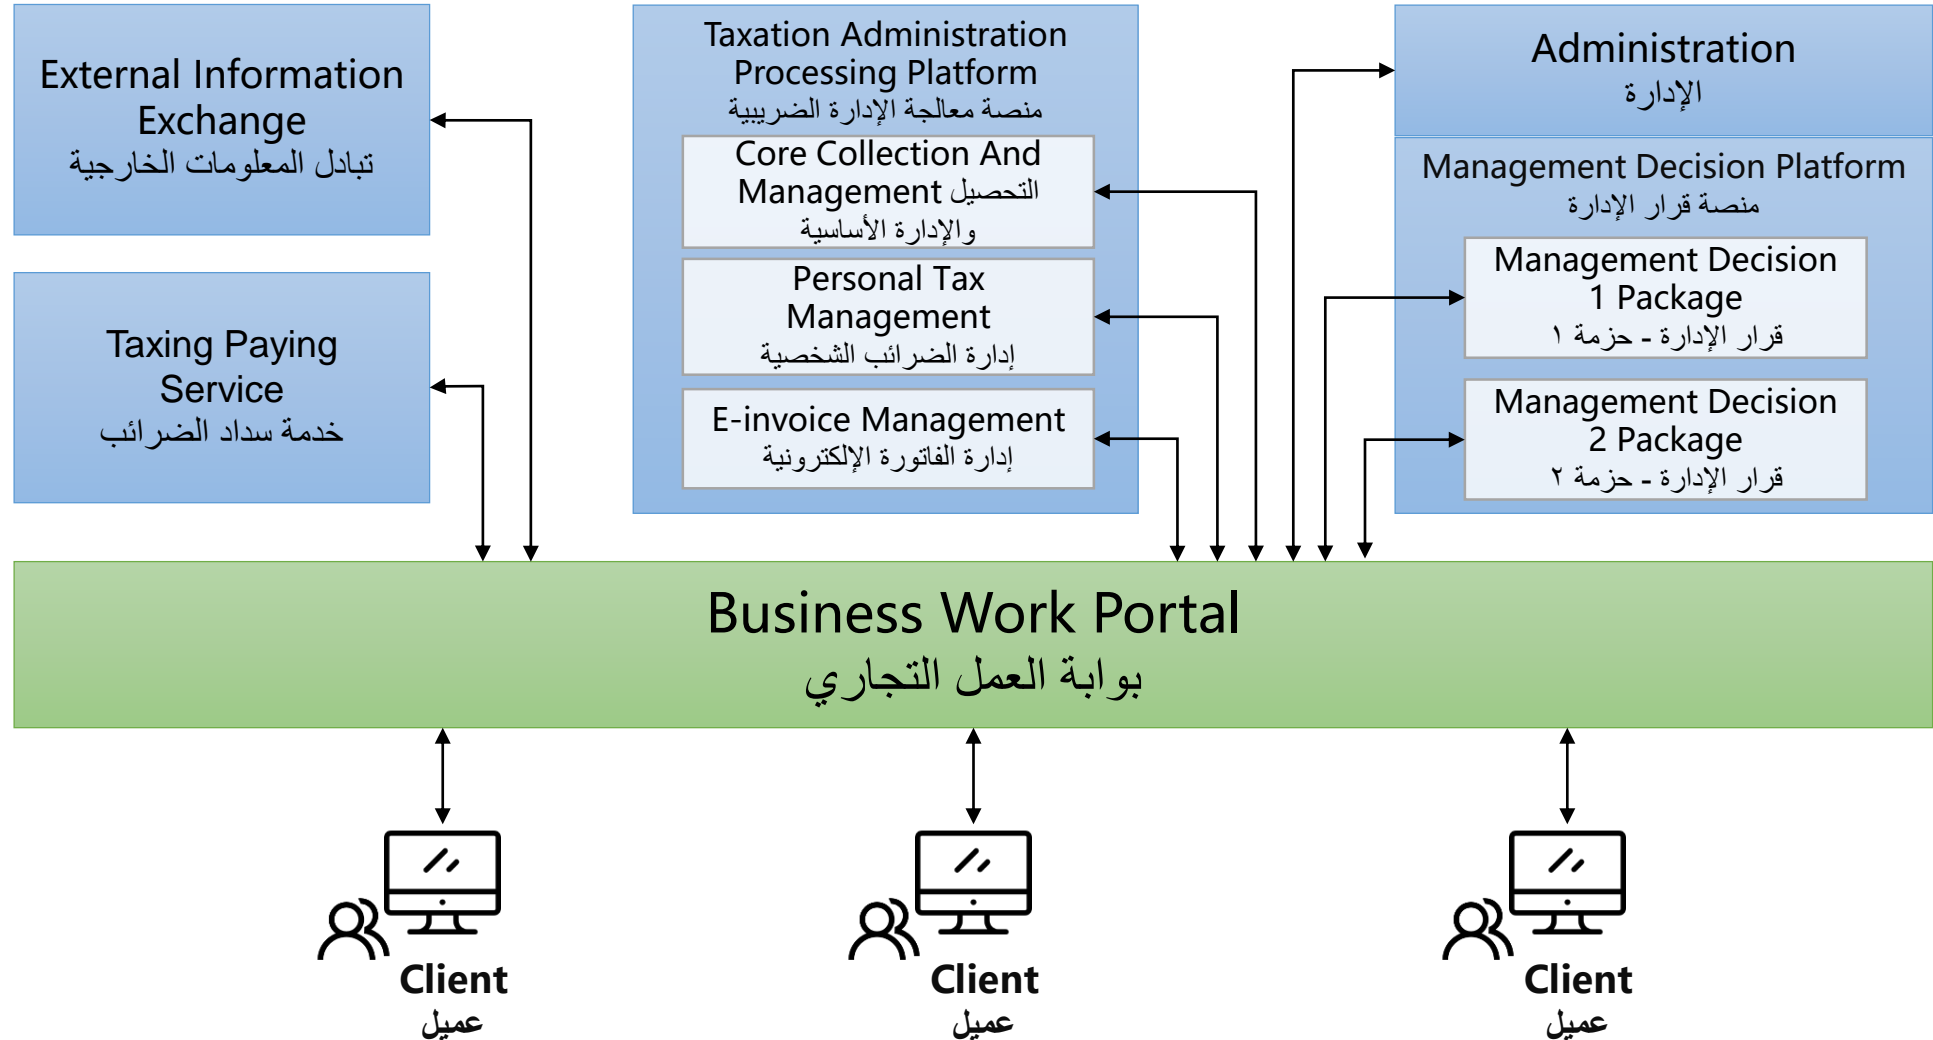 External Information
Exchange
تبادل المعلومات الخارجية
Taxing Paying
Service
خدمة سداد الضرائب
Taxation Administration
Processing Platform
منصة معالجة الإدارة الضريبية
Core Collection And
Management التحصيل
والإدارة الأساسية
Personal Tax
Management
إدارة الضرائب الشخصية
E-invoice Management
إدارة الفاتورة الإلكترونية
Administration
الإدارة
Management Decision Platform
منصة قرار الإدارة
Management Decision
1 Package
قرار الإدارة - حزمة ١
Management Decision
2 Package
قرار الإدارة - حزمة ٢
Business Work Portal
بوابة العمل التجاري
Client
عميل
Client
عميل
Client
عميل